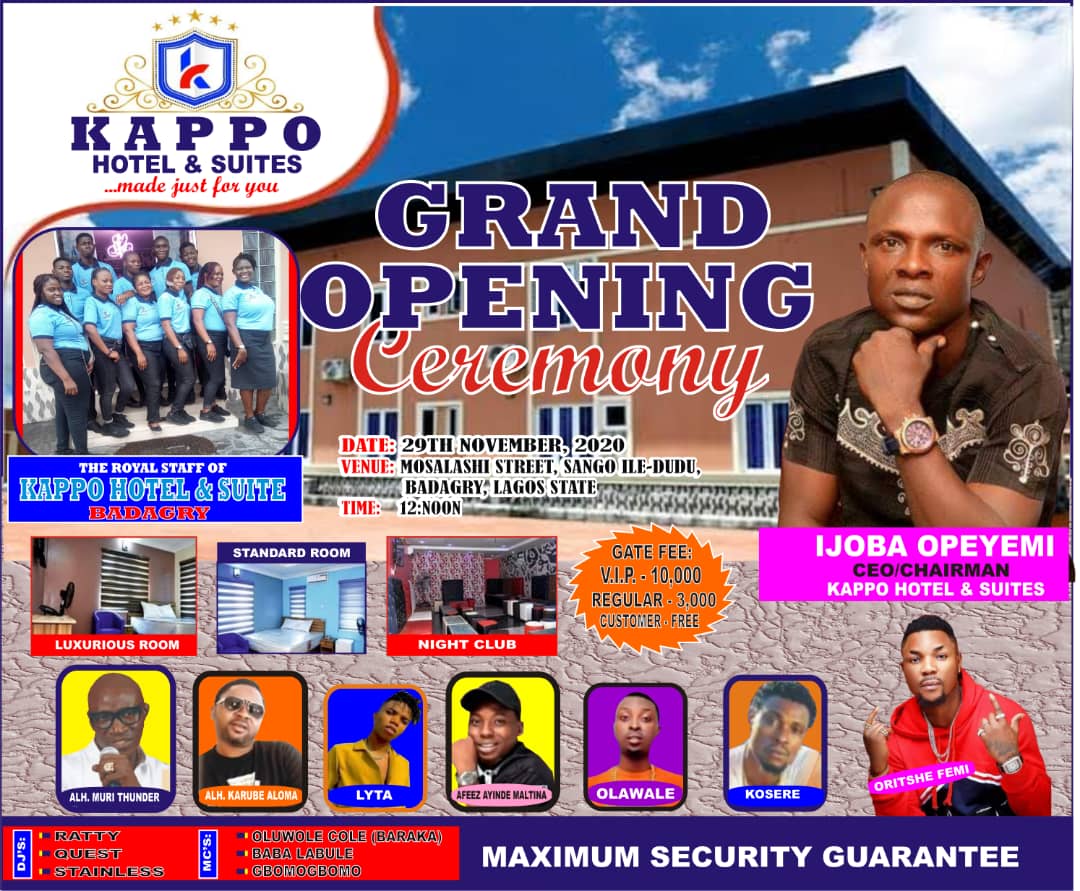 KAPPO
HOTEL & SUITES
...made just for you
GRAND
OPENING
Ceremony
DATE: 29TH NOVEMBER, 2020
VENUE: MOSALASHI STREET, SANGO ILE-DUDU,
BADAGRY, LAGOS STATE
TIME: 12:NOON
THE ROYAL STAFF OF
KAPPO HOTEL & SUITE
BADAGRY
IJOBA OPEYEMI
CEO/CHAIRMAN
KAPPO HOTEL & SUITES
LUXURIOUS ROOM
STANDARD ROOM
NIGHT CLUB
GATE FEE:
V.I.P. - 10,000
REGULAR - 3,000
CUSTOMER - FREE
ALH. MURI THUNDER
ALH. KARUBE ALOMA
LYTA
AFEEZ AYINDE MALTINA
OLAWALE
KOSERE
ORITSHE FEMI
DJ'S:
RATTY
QUEST
STAINLESS
MC'S:
OLUWOLE COLE (BARAKA)
BABA LABULE
GBOMOGBOMO
MAXIMUM SECURITY GUARANTEE